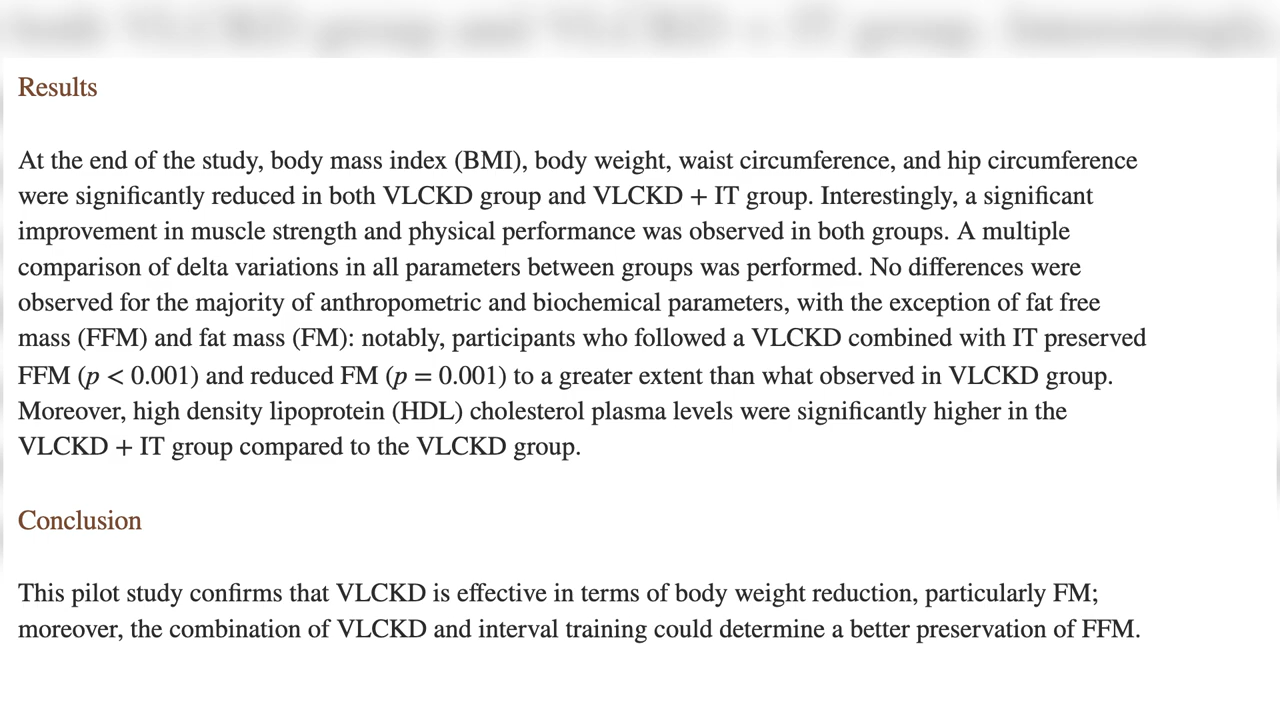 Results
At the end of the study, body mass index (BMI), body weight, waist circumference, and hip circumference
were significantly reduced in both VLCKD group and VLCKD + IT group. Interestingly, a significant
improvement in muscle strength and physical performance was observed in both groups. A multiple
comparison of delta variations in all parameters between groups was performed. No differences were
observed for the majority of anthropometric and biochemical parameters, with the exception of fat free
mass (FFM) and fat mass (FM): notably, participants who followed a VLCKD combined with IT preserved
FFM (p < 0.001) and reduced FM (p = 0.001) to a greater extent than what observed in VLCKD group.
Moreover, high density lipoprotein (HDL) cholesterol plasma levels were significantly higher in the
VLCKD + IT group compared to the VLCKD group.
Conclusion
This pilot study confirms that VLCKD is effective in terms of body weight reduction, particularly FM;
moreover, the combination of VLCKD and interval training could determine a better preservation of FFM.